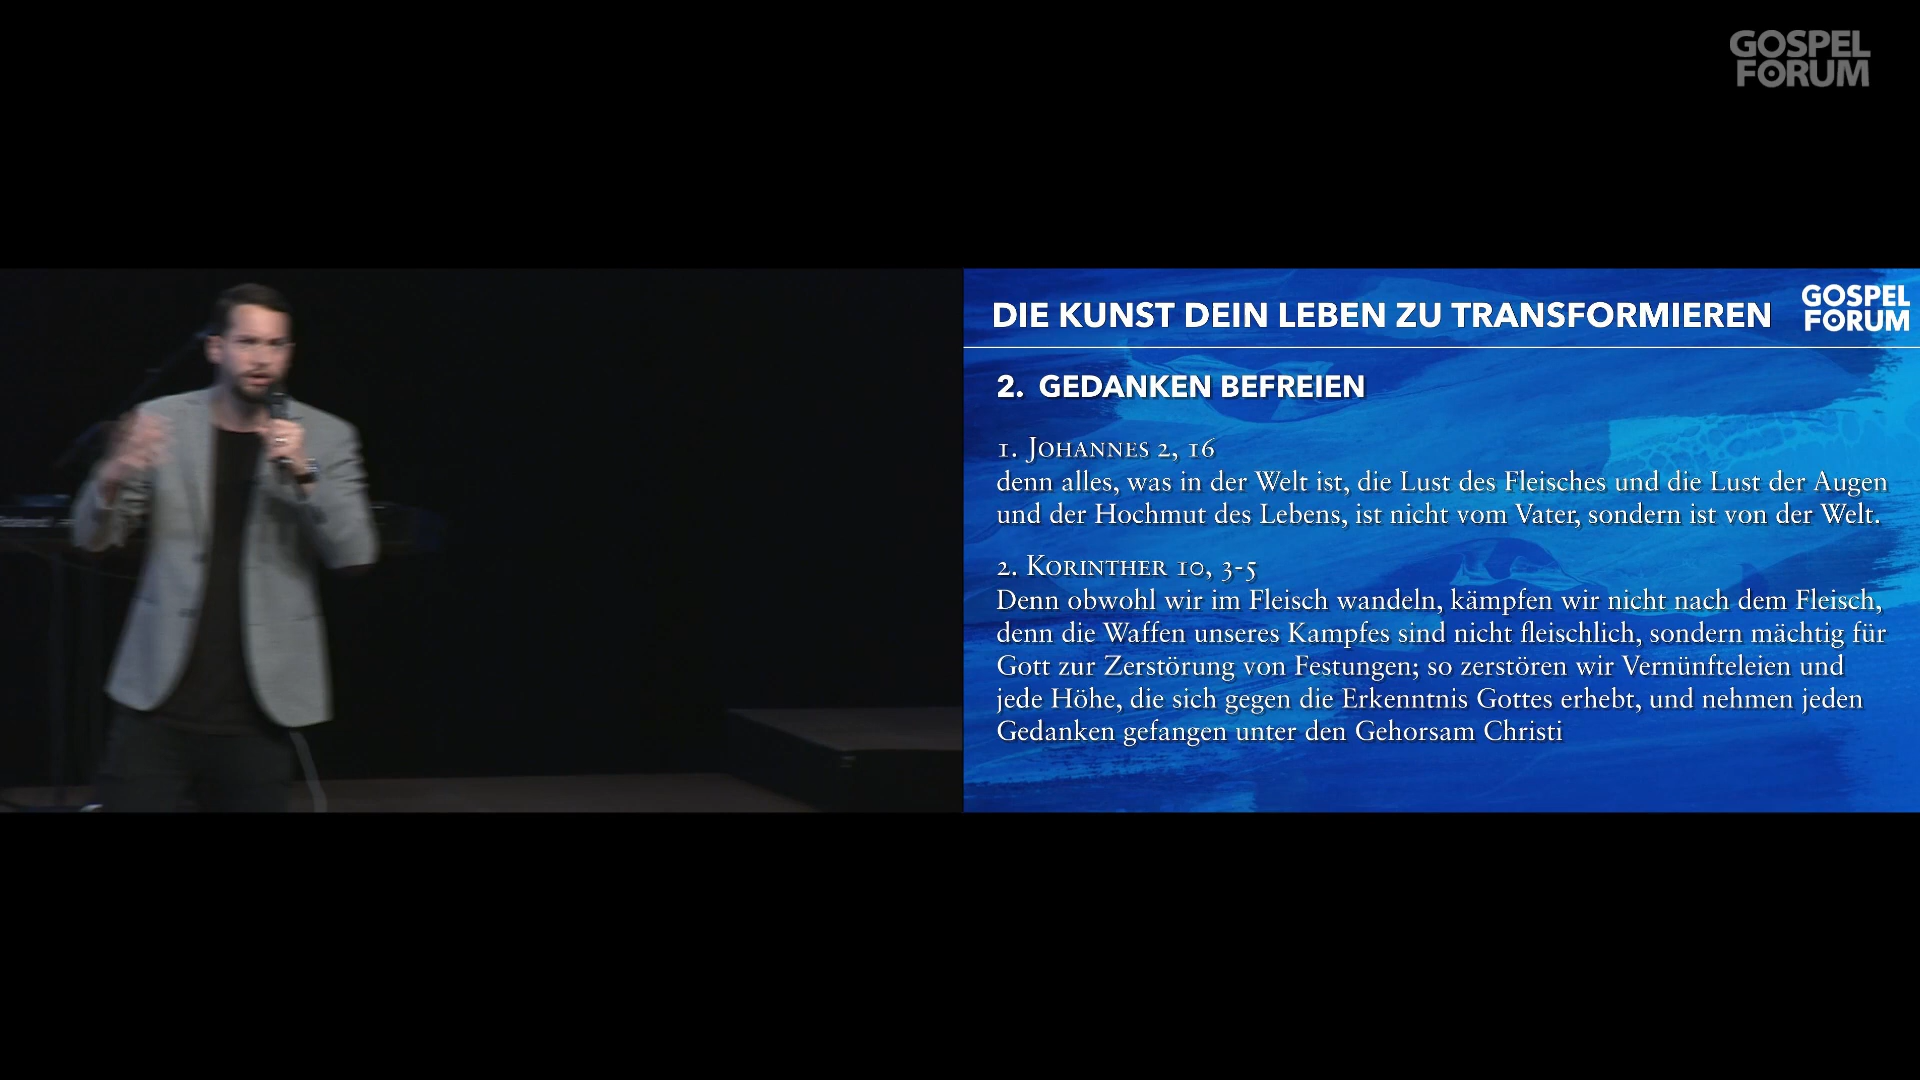 GOSPEL
FORUM
DIE KUNST DEIN LEBEN ZU TRANSFORMIEREN
GOSPEL
FORUM
2. GEDANKEN BEFREIEN
1. JOHANNES 2, 16
denn alles, was in der Welt ist, die Lust des Fleisches und die Lust der Augen
und der Hochmut des Lebens, ist nicht vom Vater, sondern ist von der Welt.
2. KORINTHER 10, 3-5
Denn obwohl wir im Fleisch wandeln, kämpfen wir nicht nach dem Fleisch,
denn die Waffen unseres Kampfes sind nicht fleischlich, sondern mächtig für
Gott zur Zerstörung von Festungen; so zerstören wir Vernünfteleien und
jede Höhe, die sich gegen die Erkenntnis Gottes erhebt, und nehmen jeden
Gedanken gefangen unter den Gehorsam Christi